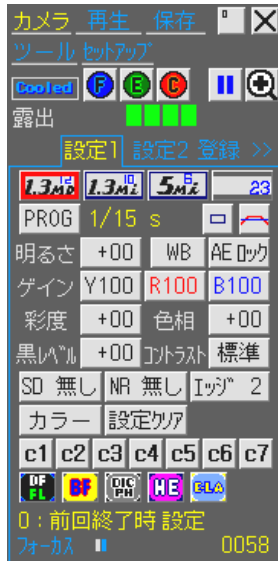 カメラ 再生 保存
ツール セットアップ
Cooled F E C
露出
設定1 設定2 登録 >>
1.3M 1.3M 5M 23
PROG 1/15 s
明るさ +00 WB AEロック
ゲイン Y100 R100 B100
彩度 +00 色相 +00
黒レベル +00 コントラスト 標準
SD 無し NR 無し エッジ 2
カラー 設定クリア
c1 c2 c3 c4 c5 c6 c7
DF FL BF DIC PH HE ELA
0:前回終了時設定
フォーカス 0058